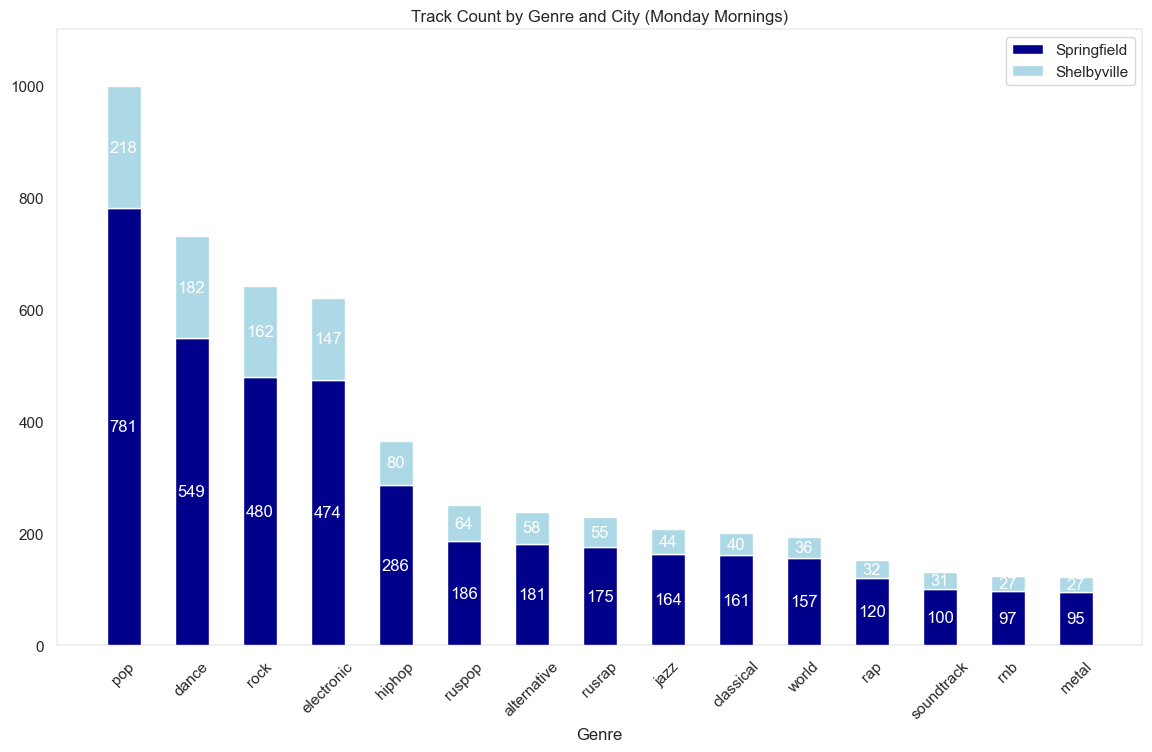 Track Count by Genre and City (Monday Mornings)
Springfield
Shelbyville
1000
800
600
400
200
0
218
182
162
147
80
64
58
55
44
40
36
32
31
27
27
781
549
480
474
286
186
181
175
164
161
157
120
100
97
95
pop
dance
rock
electronic
hiphop
ruspop
alternative
rusrap
jazz
classical
world
rap
soundtrack
rnb
metal
Genre